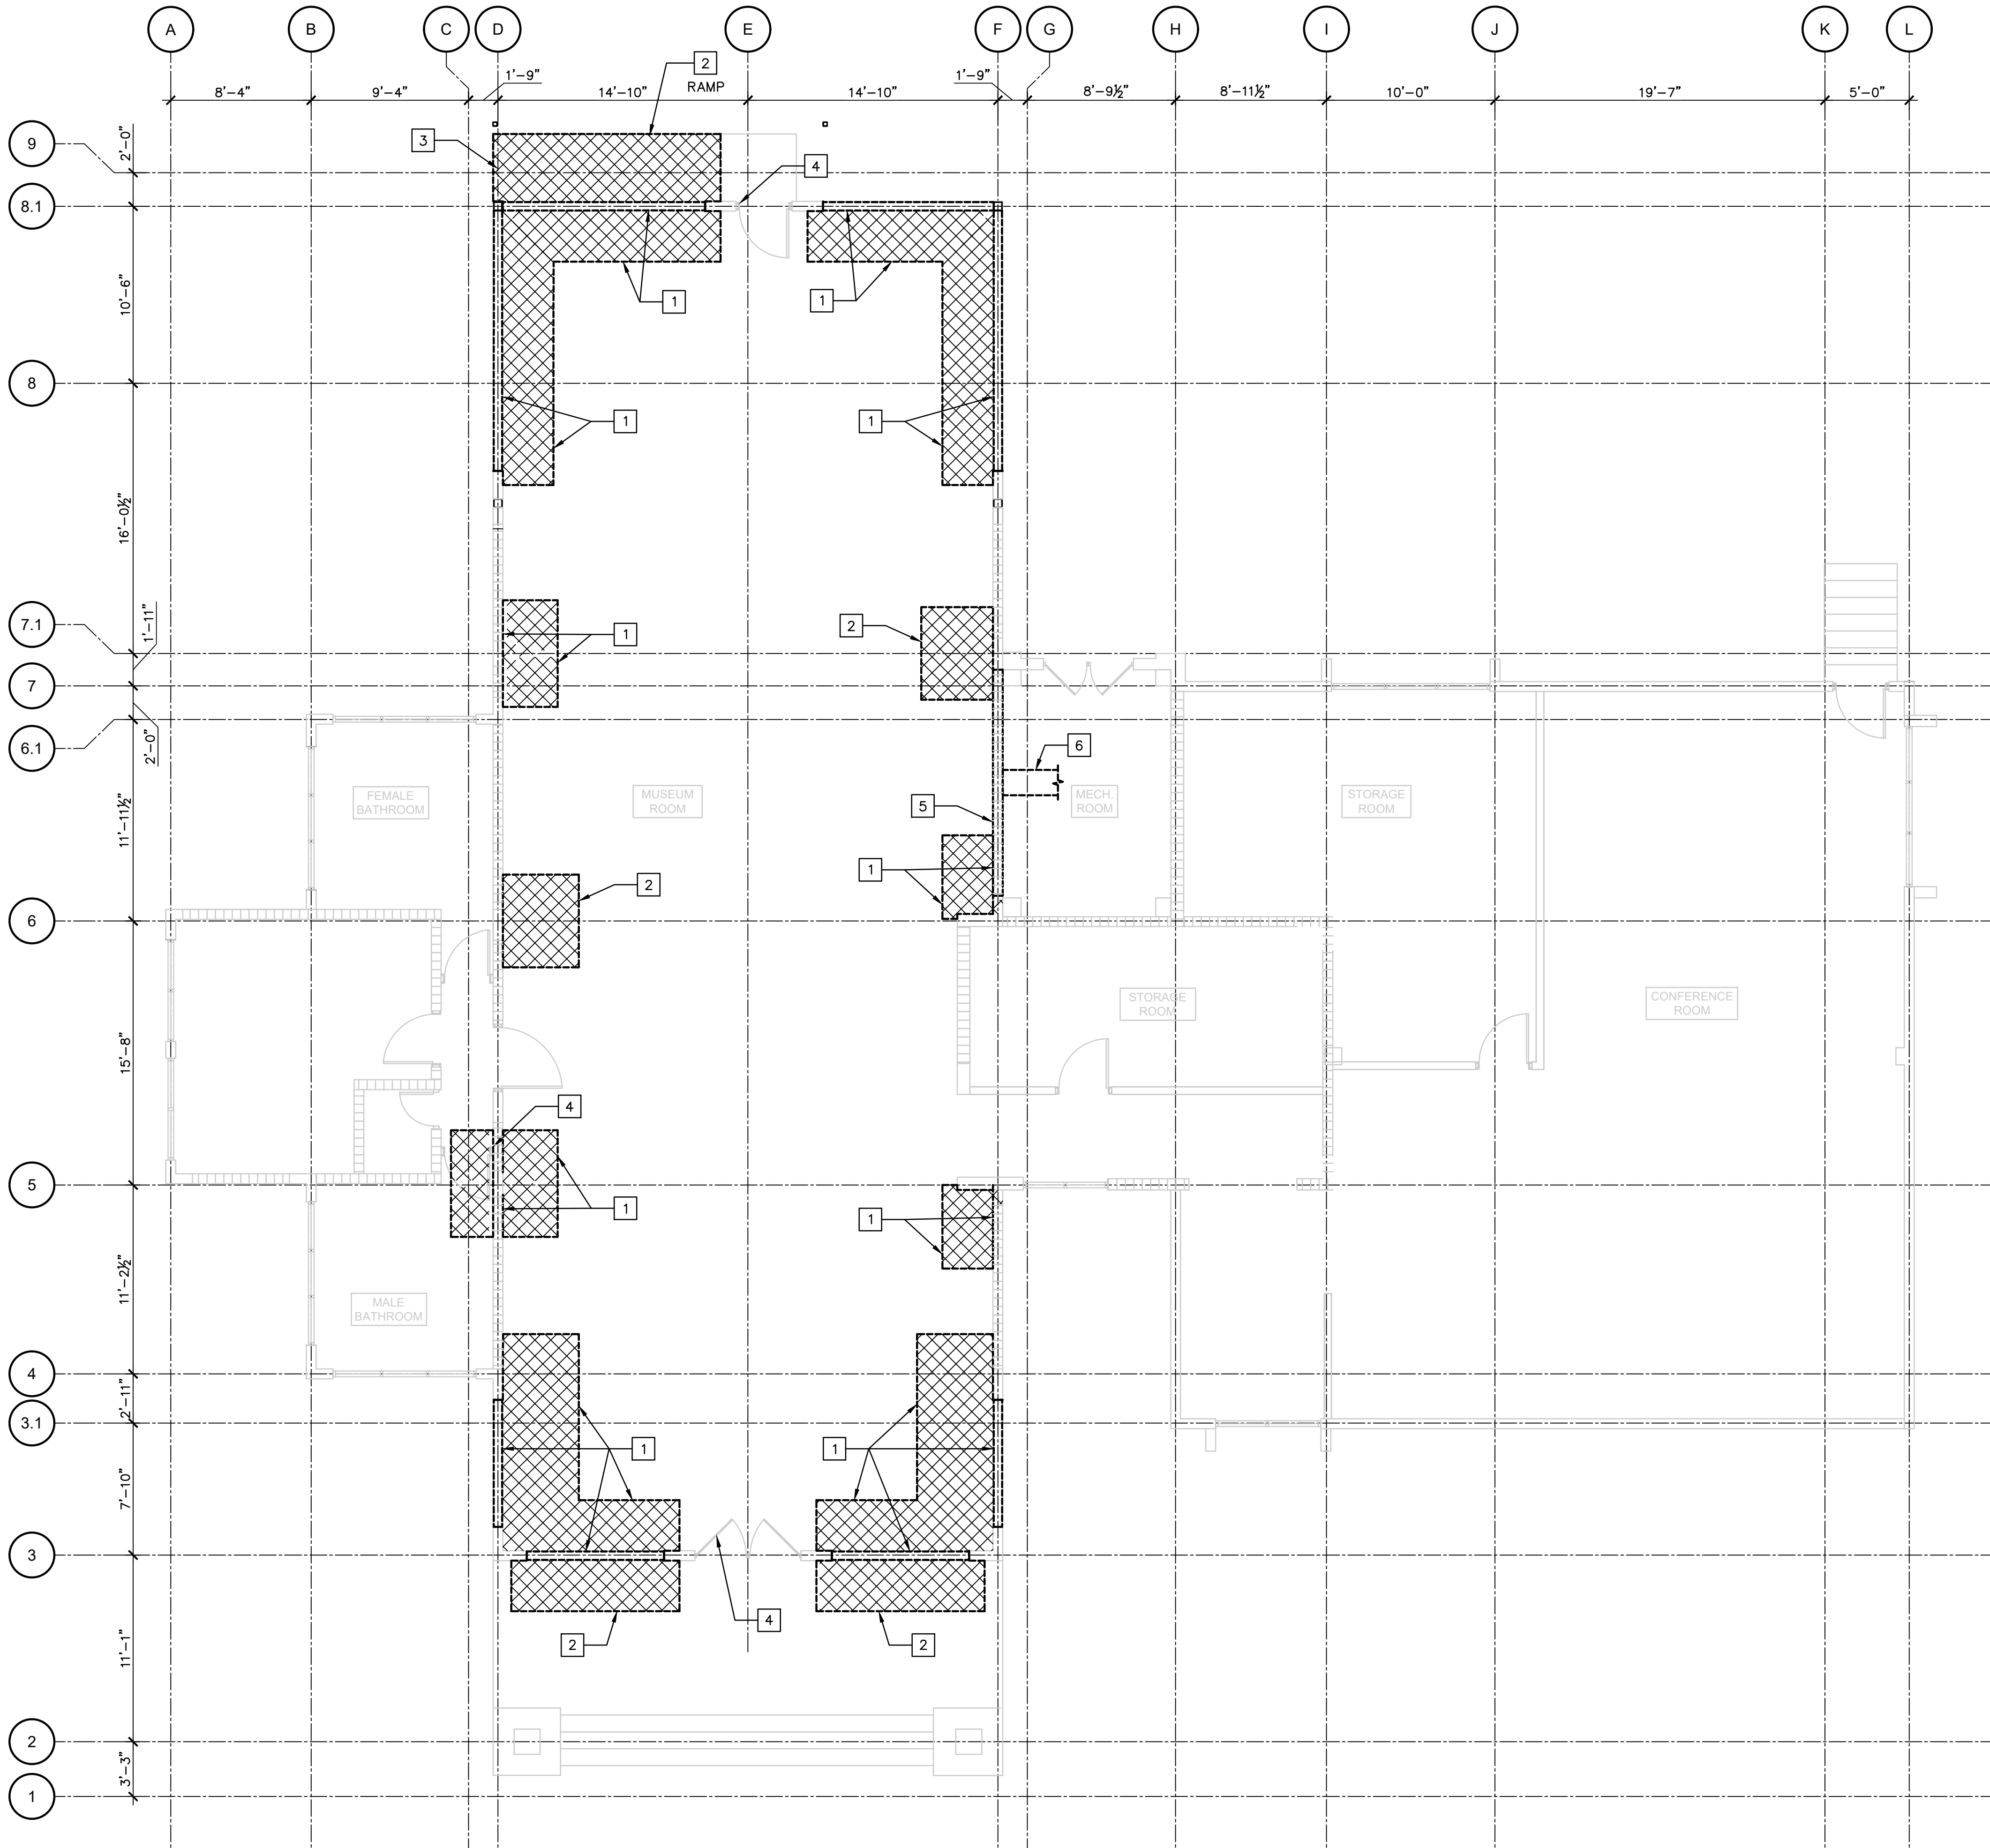 A B C D E F G H I J K L
8'-4" 9'-4" 1'-9" 14'-10" 14'-10" 1'-9" 8'-9½" 8'-11½" 10'-0" 19'-7" 5'-0"
2
RAMP
9
2'-0"
3
4
8.1
10'-6"
1
1
8
1
1
16'-0½"
7.1
1'-11"
1
2
7
6.1
2'-0"
6
FEMALE
BATHROOM
MUSEUM
ROOM
MECH.
ROOM
STORAGE
ROOM
11'-11½"
5
1
2
6
STORAGE
ROOM
CONFERENCE
ROOM
15'-8"
4
5
1
1
11'-2½"
MALE
BATHROOM
4
2'-11"
3.1
1
1
7'-10"
3
4
2
2
11'-1"
2
3'-3"
1